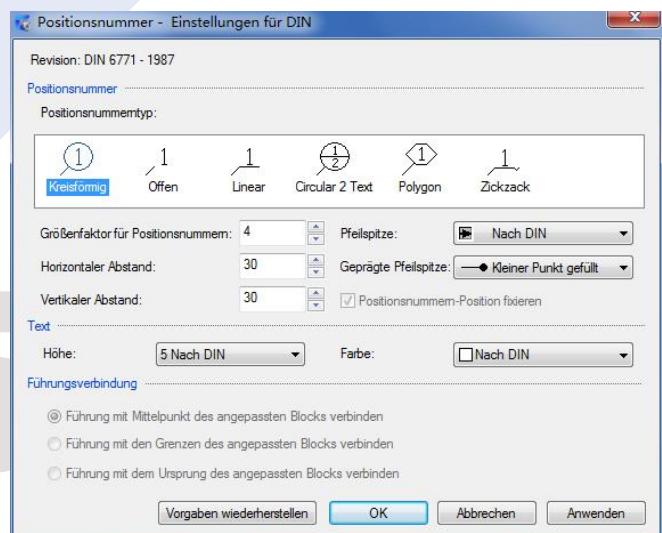 Positionsnummer - Einstellungen für DIN
Revision: DIN 6771 - 1987
Positionsnummer
Positionsnummerntyp:
1 1 1 1 2 1 1
Kreisförmig Offen Linear Circular 2 Text Polygon Zickzack
Größenfaktor für Positionsnummern: 4 Pfeilspitze: Nach DIN
Horizontaler Abstand: 30 Geprägte Pfeilspitze: Kleiner Punkt gefüllt
Vertikaler Abstand: 30 Positionsnummern-Position fixieren
Text
Höhe: 5 Nach DIN Farbe: Nach DIN
Führungsverbindung
Führung mit Mittelpunkt des angepassten Blocks verbinden
Führung mit den Grenzen des angepassten Blocks verbinden
Führung mit dem Ursprung des angepassten Blocks verbinden
Vorgaben wiederherstellen OK Abbrechen Anwenden